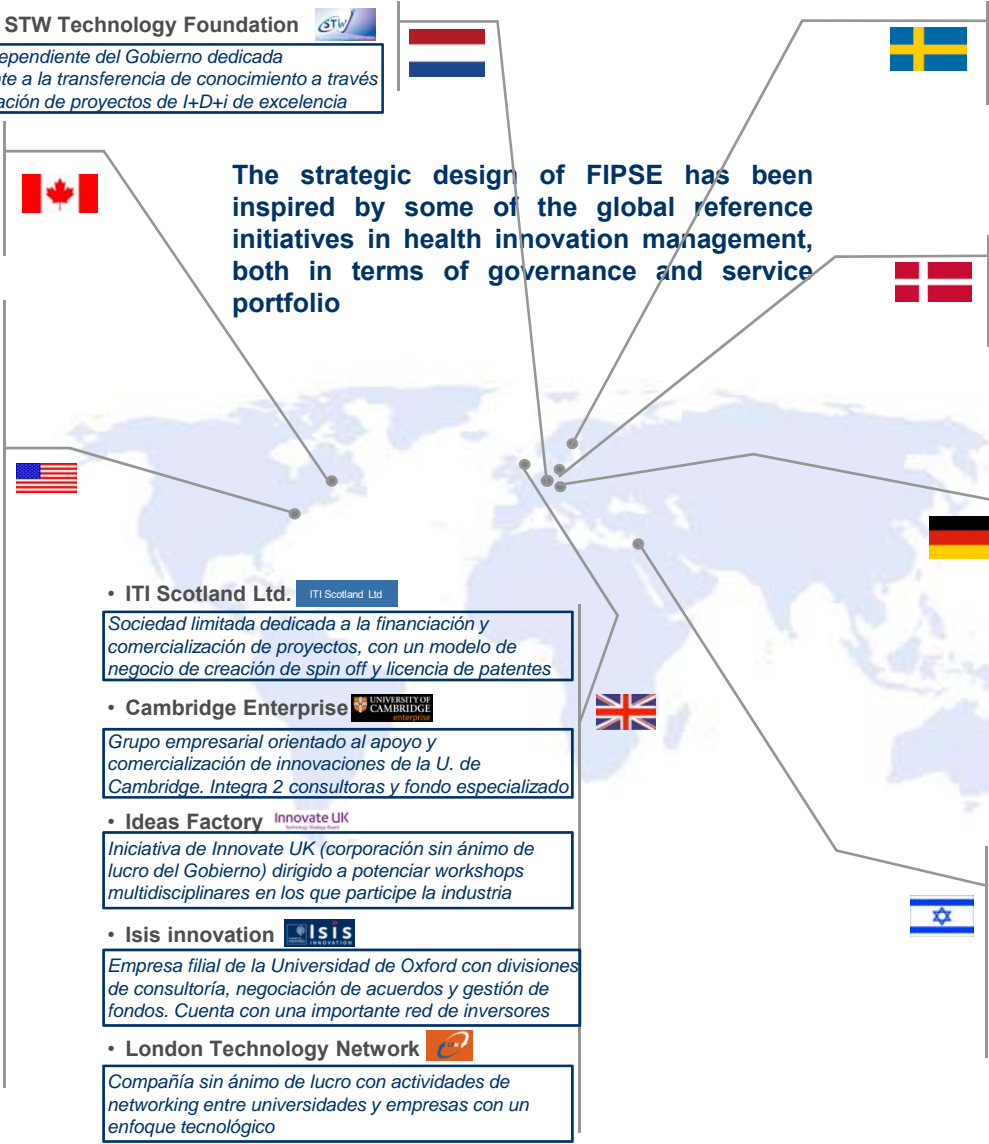 STW Technology Foundation STW
ependiente del Gobierno dedicada
te a la transferencia de conocimiento a través
ación de proyectos de I+D+i de excelencia
The strategic design of FIPSE has been
inspired by some of the global reference
initiatives in health innovation management,
both in terms of governance and service
portfolio
• ITI Scotland Ltd. ITI Scotland Ltd
Sociedad limitada dedicada a la financiación y
comercialización de proyectos, con un modelo de
negocio de creación de spin off y licencia de patentes
• Cambridge Enterprise UNIVERSITY OF
CAMBRIDGE
enterprise
Grupo empresarial orientado al apoyo y
comercialización de innovaciones de la U. de
Cambridge. Integra 2 consultoras y fondo especializado
• Ideas Factory Innovate UK
Technology Strategy Board
Iniciativa de Innovate UK (corporación sin ánimo de
lucro del Gobierno) dirigido a potenciar workshops
multidisciplinares en los que participe la industria
• Isis innovation ISIS
INNOVATION
Empresa filial de la Universidad de Oxford con divisiones
de consultoría, negociación de acuerdos y gestión de
fondos. Cuenta con una importante red de inversores
• London Technology Network
Compañía sin ánimo de lucro con actividades de
networking entre universidades y empresas con un
enfoque tecnológico